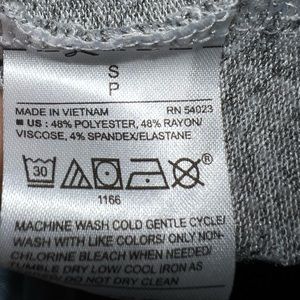 S
P
MADE IN VIETNAM RN 54023
■ US : 48% POLYESTER, 48% RAYON/
VISCOSE, 4% SPANDEX/ELASTANE
30 ®
1166
MACHINE WASH COLD GENTLE CYCLE/
WASH WITH LIKE COLORS/ ONLY NON-
CHLORINE BLEACH WHEN NEEDED/
TUMBLE DRY LOW/ COOL IRON AS